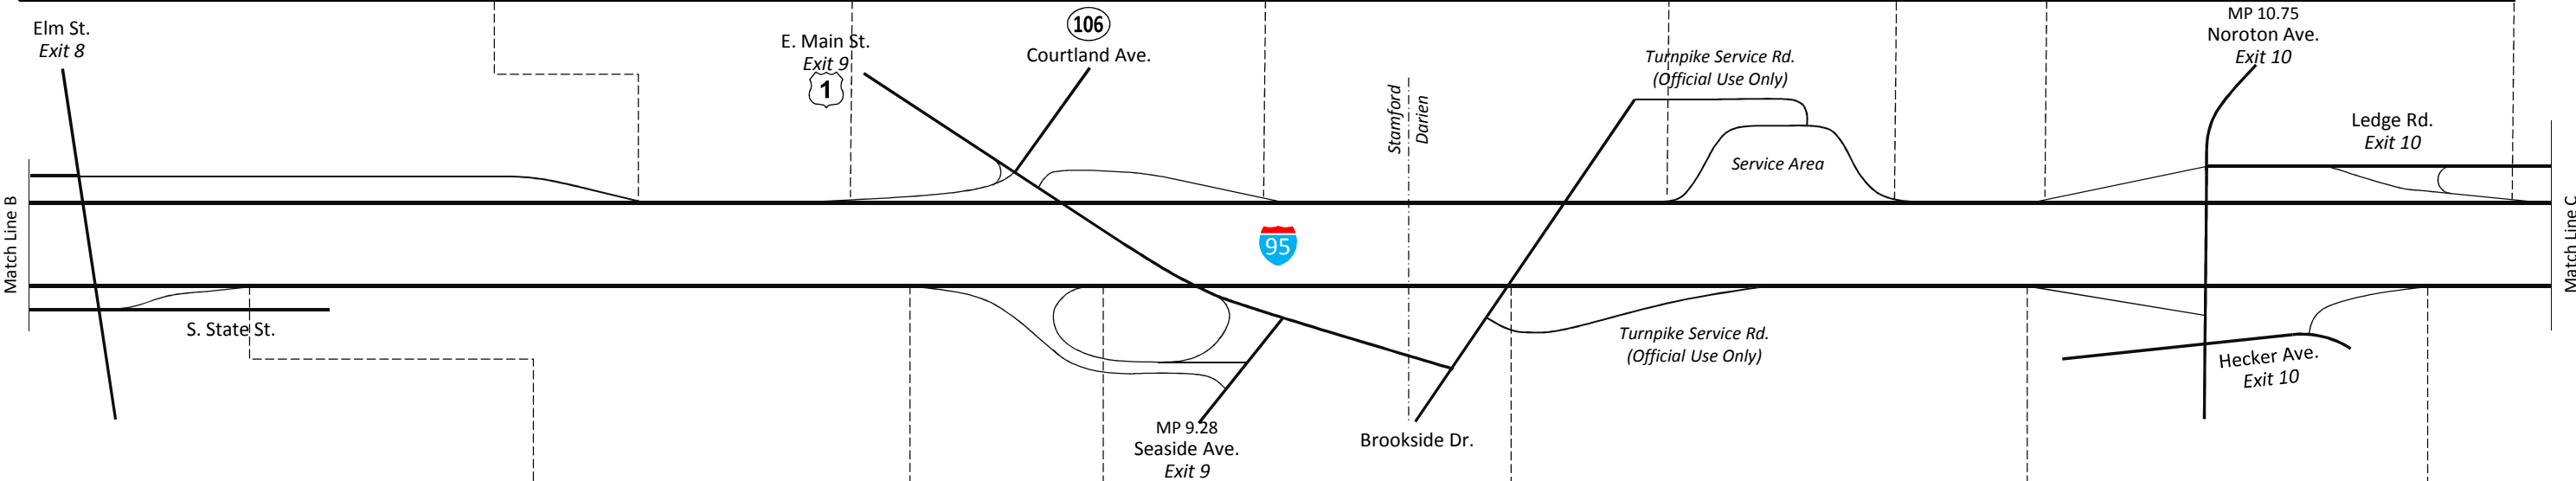 Elm St.
Exit 8
E. Main St.
Exit 9
1
106
Courtland Ave.
Turnpike Service Rd.
(Official Use Only)
MP 10.75
Noroton Ave.
Exit 10
Ledge Rd.
Exit 10
Stamford
Darien
Service Area
Match Line B
95
Match Line C
S. State St.
Turnpike Service Rd.
(Official Use Only)
Hecker Ave.
Exit 10
MP 9.28
Seaside Ave.
Exit 9
Brookside Dr.